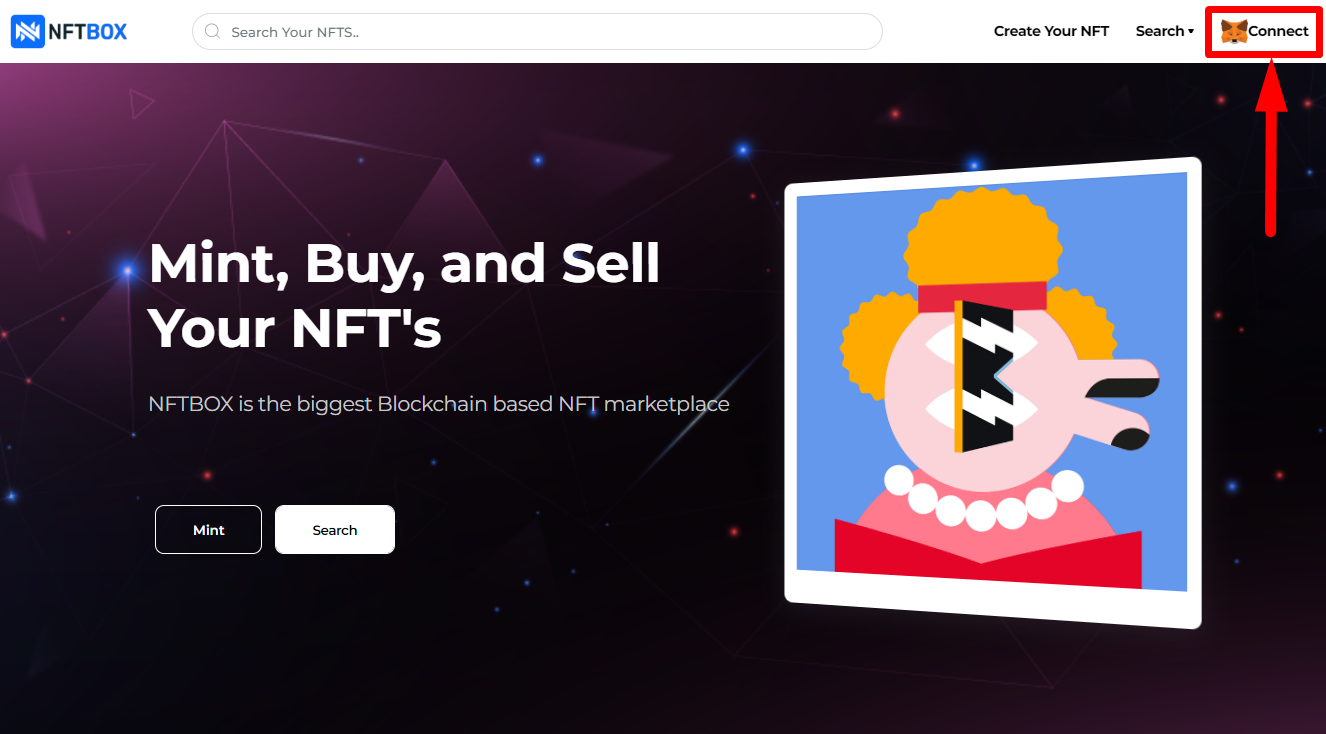 NFTBOX
Search Your NFTS..
Create Your NFT
Search
Connect
Mint, Buy, and Sell
Your NFT's
NFTBOX is the biggest Blockchain based NFT marketplace
Mint
Search